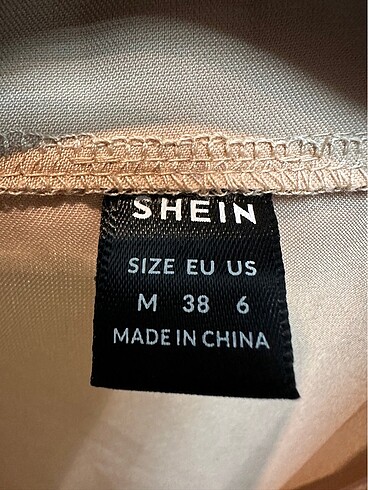 SHEIN
SIZE EU US
M 38 6
MADE IN CHINA